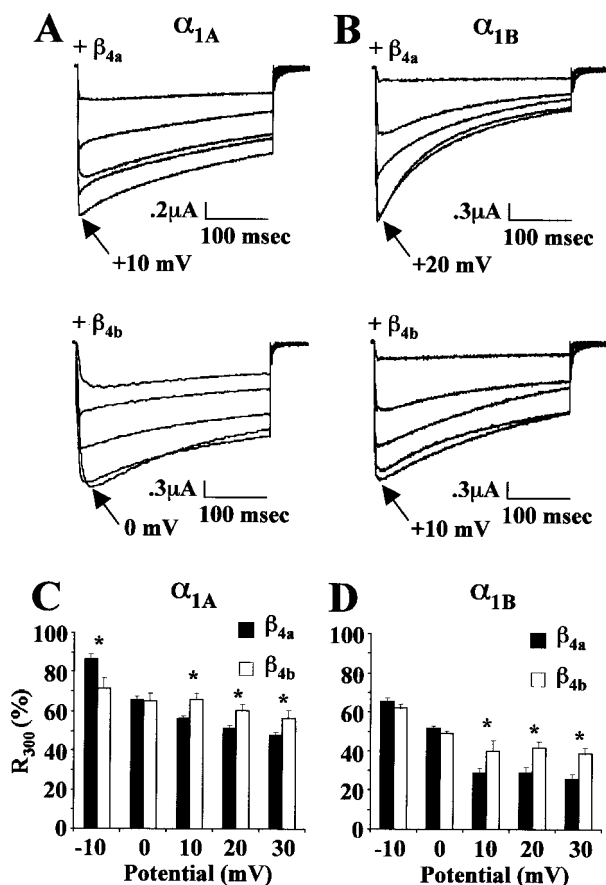 A α1A
+ β4a
.2µA
100 msec
+10 mV
B α1B
+ β4a
.3µA
100 msec
+20 mV
+ β4b
.3µA
100 msec
0 mV
+ β4b
.3µA
100 msec
+10 mV
C α1A
β4a
β4b
* * * *
R300 (%)
100
80
60
40
20
0
-10 0 10 20 30
Potential (mV)
D α1B
β4a
β4b
* * *
100
80
60
40
20
0
-10 0 10 20 30
Potential (mV)